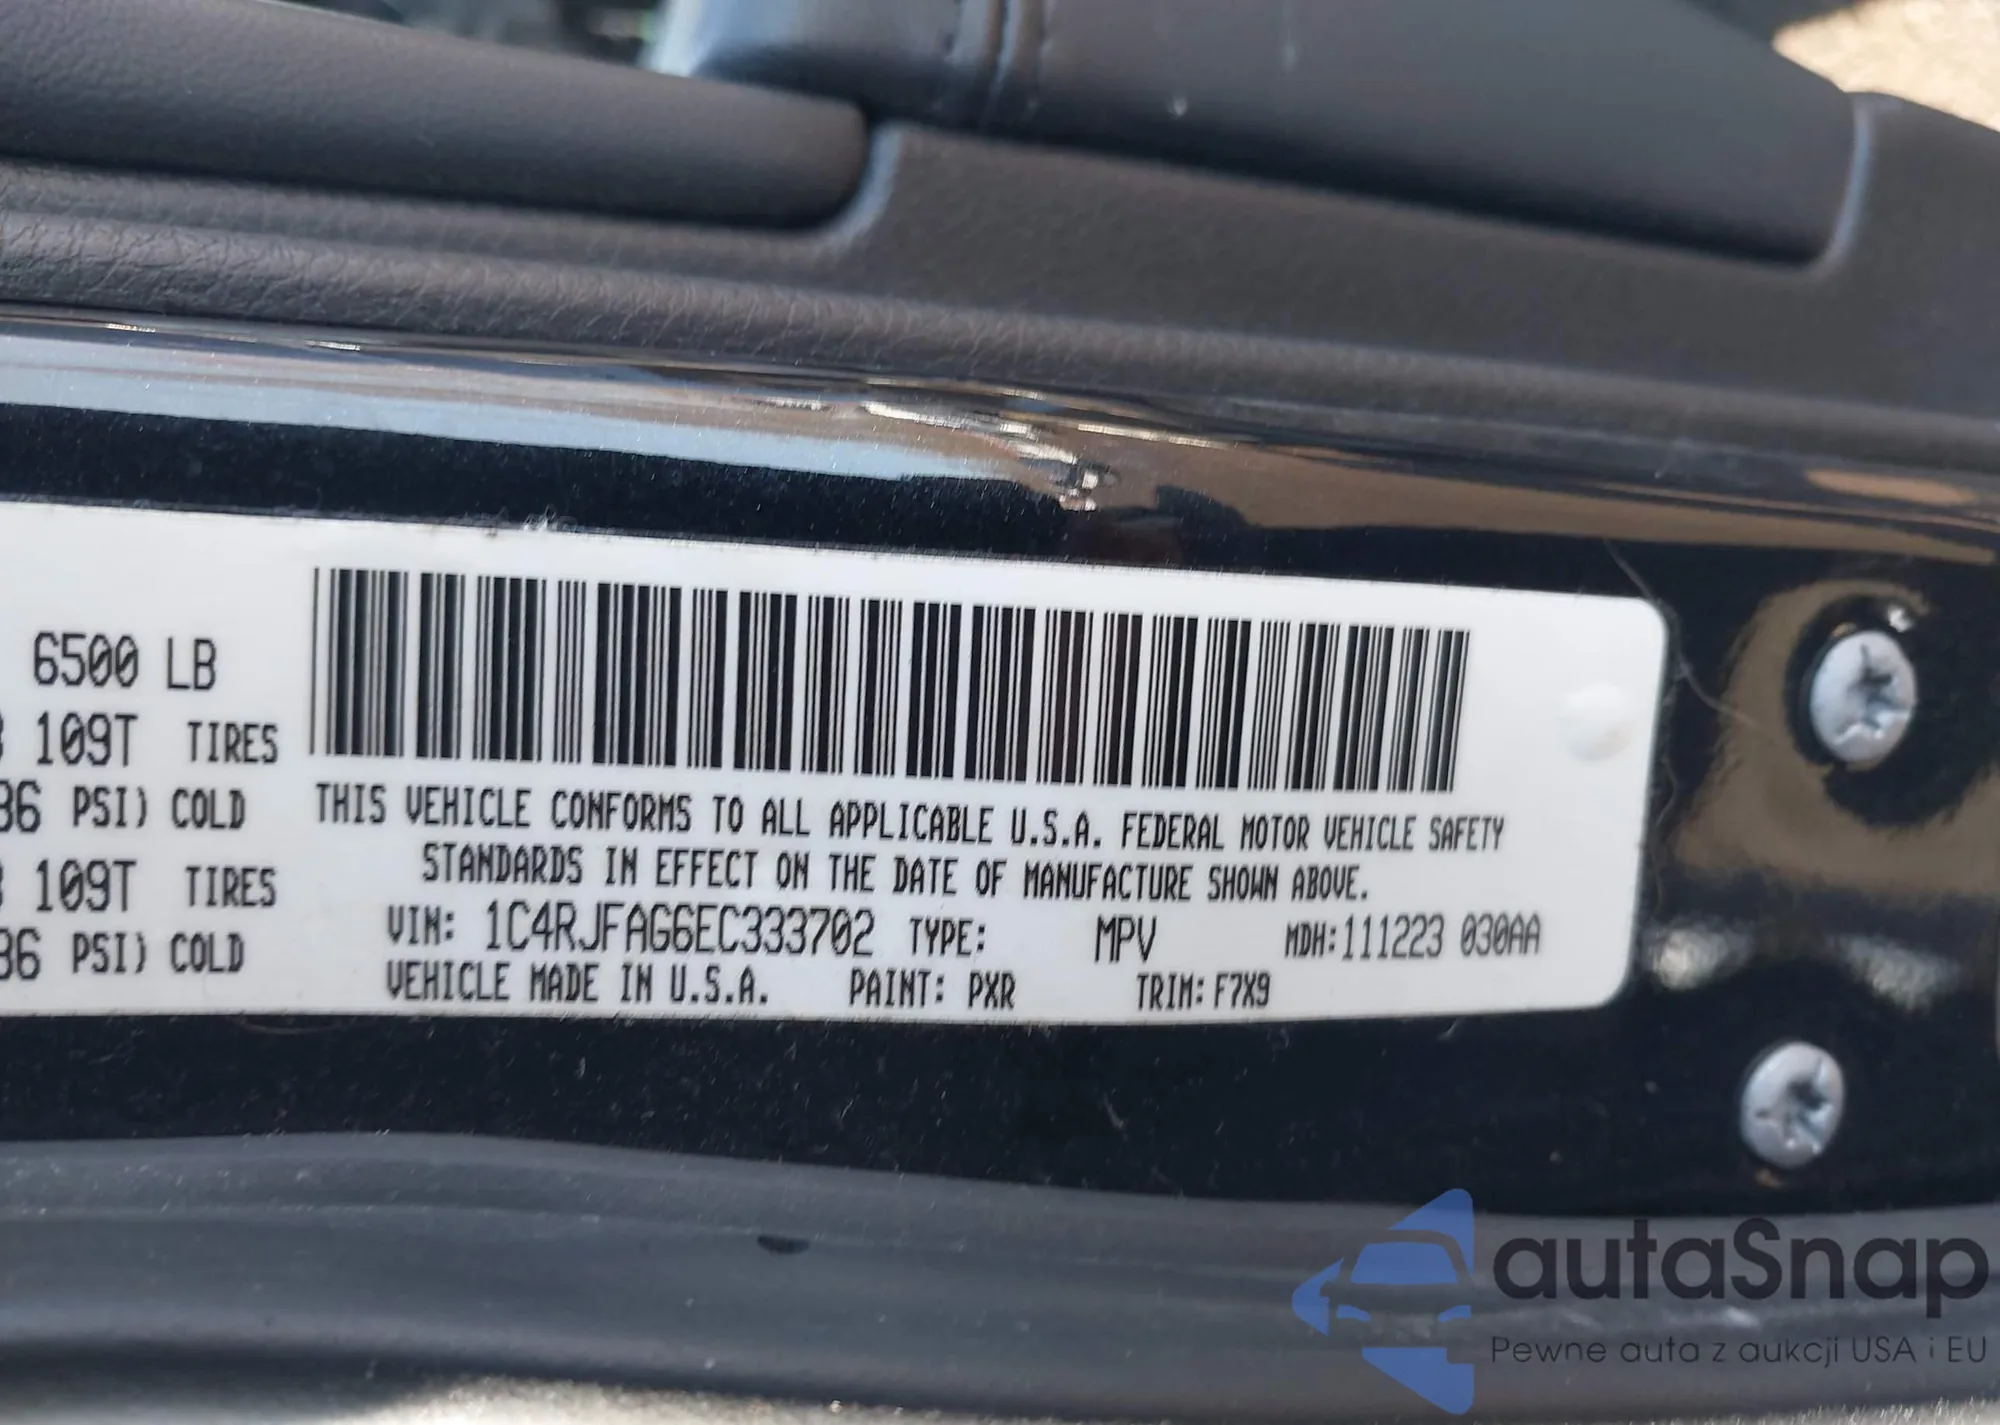 6500 LB
109T TIRES
36 PSI) COLD
109T TIRES
36 PSI) COLD
THIS VEHICLE CONFORMS TO ALL APPLICABLE U.S.A. FEDERAL MOTOR VEHICLE SAFETY
STANDARDS IN EFFECT ON THE DATE OF MANUFACTURE SHOWN ABOVE.
VIN: 1C4RJFAG6EC333702 TYPE: MPV MDH:111223 030AA
VEHICLE MADE IN U.S.A. PAINT: PXR TRIM: F7X9
autaSnap
Pewne auta z aukcji USA i EU